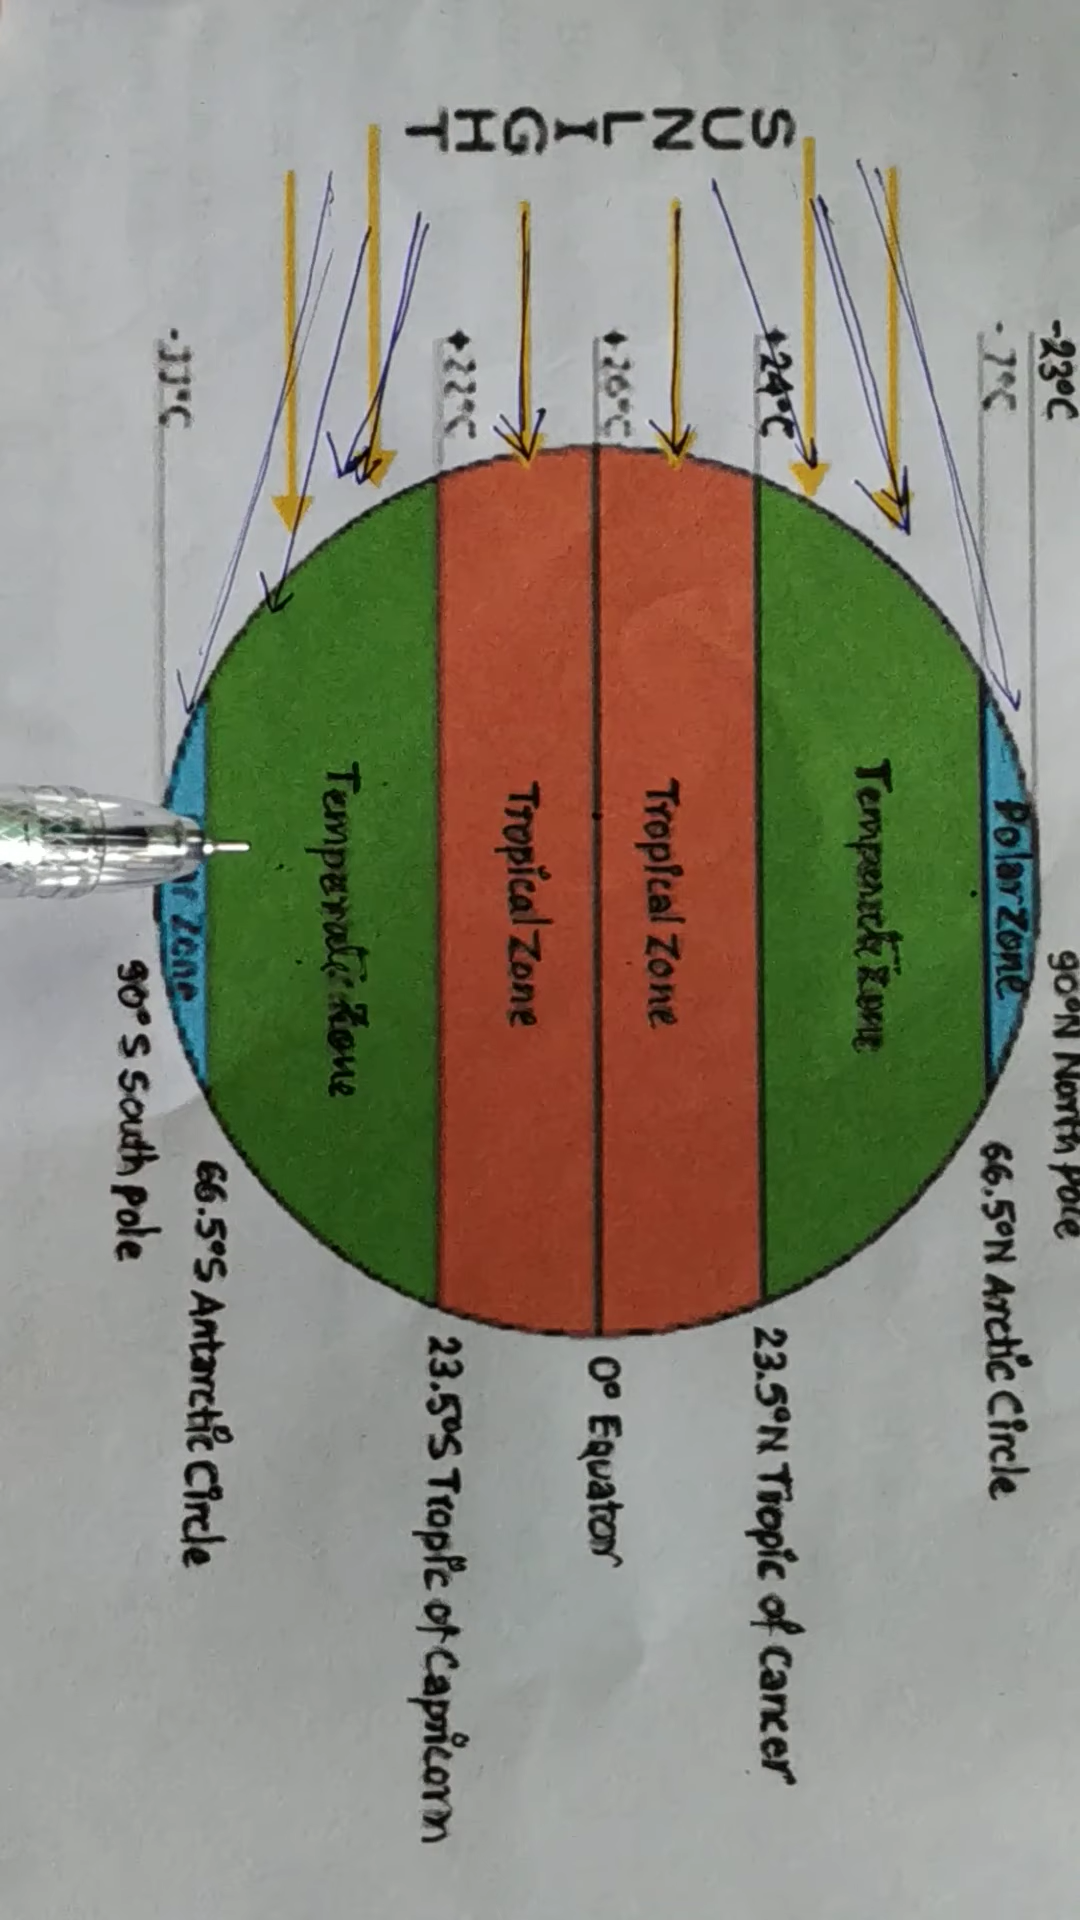 -23°C
90°N North Pole
Polar Zone
-7°C
66.5°N Arctic Circle
Temperate Zone
+24°C
23.5°N Tropic of Cancer
SUNLIGHT
Tropical Zone
+26°C
0° Equator
Tropical Zone
+22°C
23.5°S Tropic of Capricorn
Temperate Zone
66.5°S Antarctic Circle
Zone
-33°C
90° S South Pole